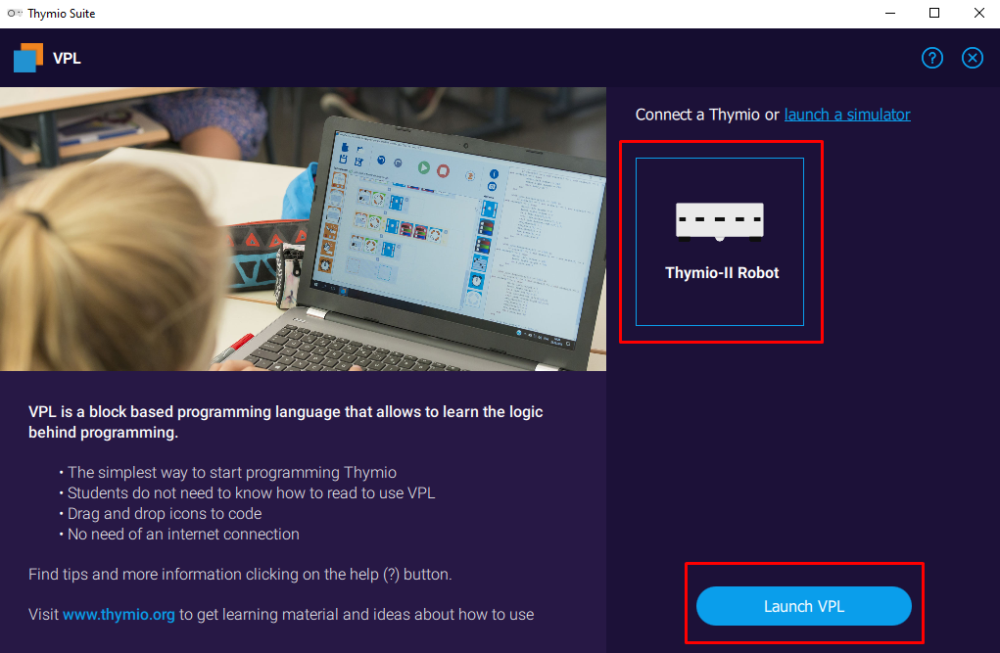 Thymio Suite
VPL
?
Connect a Thymio or launch a simulator
Thymio-II Robot
VPL is a block based programming language that allows to learn the logic
behind programming.
• The simplest way to start programming Thymio
• Students do not need to know how to read to use VPL
• Drag and drop icons to code
• No need of an internet connection
Find tips and more information clicking on the help (?) button.
Visit www.thymio.org to get learning material and ideas about how to use
Launch VPL